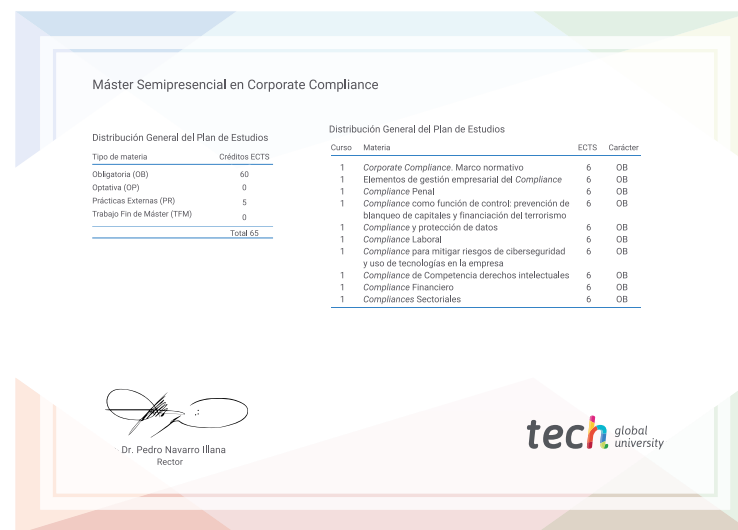 Máster Semipresencial en Corporate Compliance
Distribución General del Plan de Estudios
Tipo de materia Créditos ECTS
Obligatoria (OB) 60
Optativa (OP) 0
Prácticas Externas (PR) 5
Trabajo Fin de Máster (TFM) 0
Total 65
Distribución General del Plan de Estudios
Curso Materia ECTS Carácter
1 Corporate Compliance. Marco normativo 6 OB
1 Elementos de gestión empresarial del Compliance 6 OB
1 Compliance Penal 6 OB
1 Compliance como función de control: prevención de 6 OB
blanqueo de capitales y financiación del terrorismo
1 Compliance y protección de datos 6 OB
1 Compliance Laboral 6 OB
1 Compliance para mitigar riesgos de ciberseguridad 6 OB
y uso de tecnologías en la empresa
1 Compliance de Competencia derechos intelectuales 6 OB
1 Compliance Financiero 6 OB
1 Compliances Sectoriales 6 OB
Dr. Pedro Navarro Illana
Rector
tech global
university